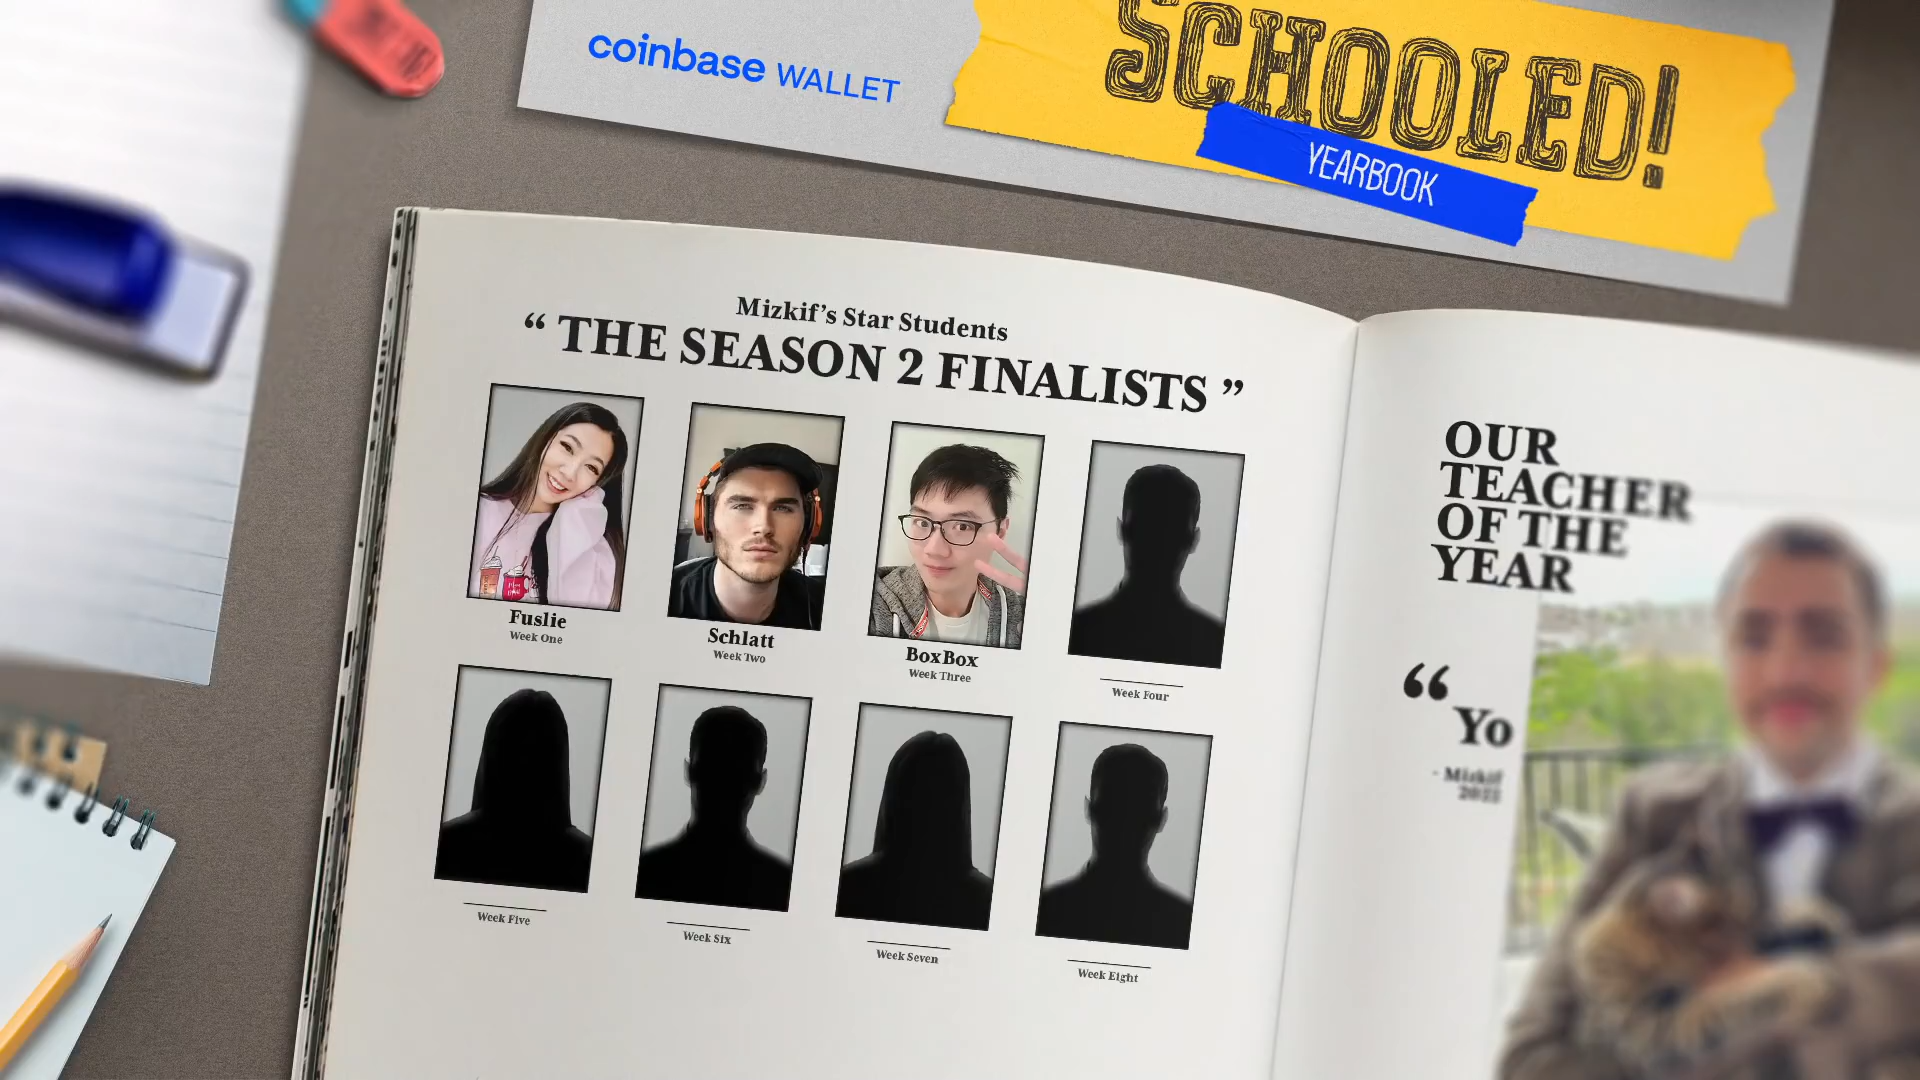 coinbase WALLET
SCHOOLED!
YEARBOOK
Mizkif's Star Students
“ THE SEASON 2 FINALISTS ”
Fuslie
Week One
Schlatt
Week Two
BoxBox
Week Three
Week Four
Week Five
Week Six
Week Seven
Week Eight
OUR
TEACHER
OF THE
YEAR
“ Yo
- Mizkif
2022